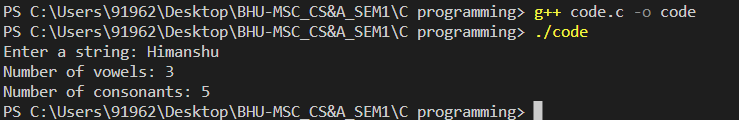 PS C:\Users\91962\Desktop\BHU-MSC_CS&A_SEM1\C programming> g++ code.c -o code
PS C:\Users\91962\Desktop\BHU-MSC_CS&A_SEM1\C programming> ./code
Enter a string: Himanshu
Number of vowels: 3
Number of consonants: 5
PS C:\Users\91962\Desktop\BHU-MSC_CS&A_SEM1\C programming>